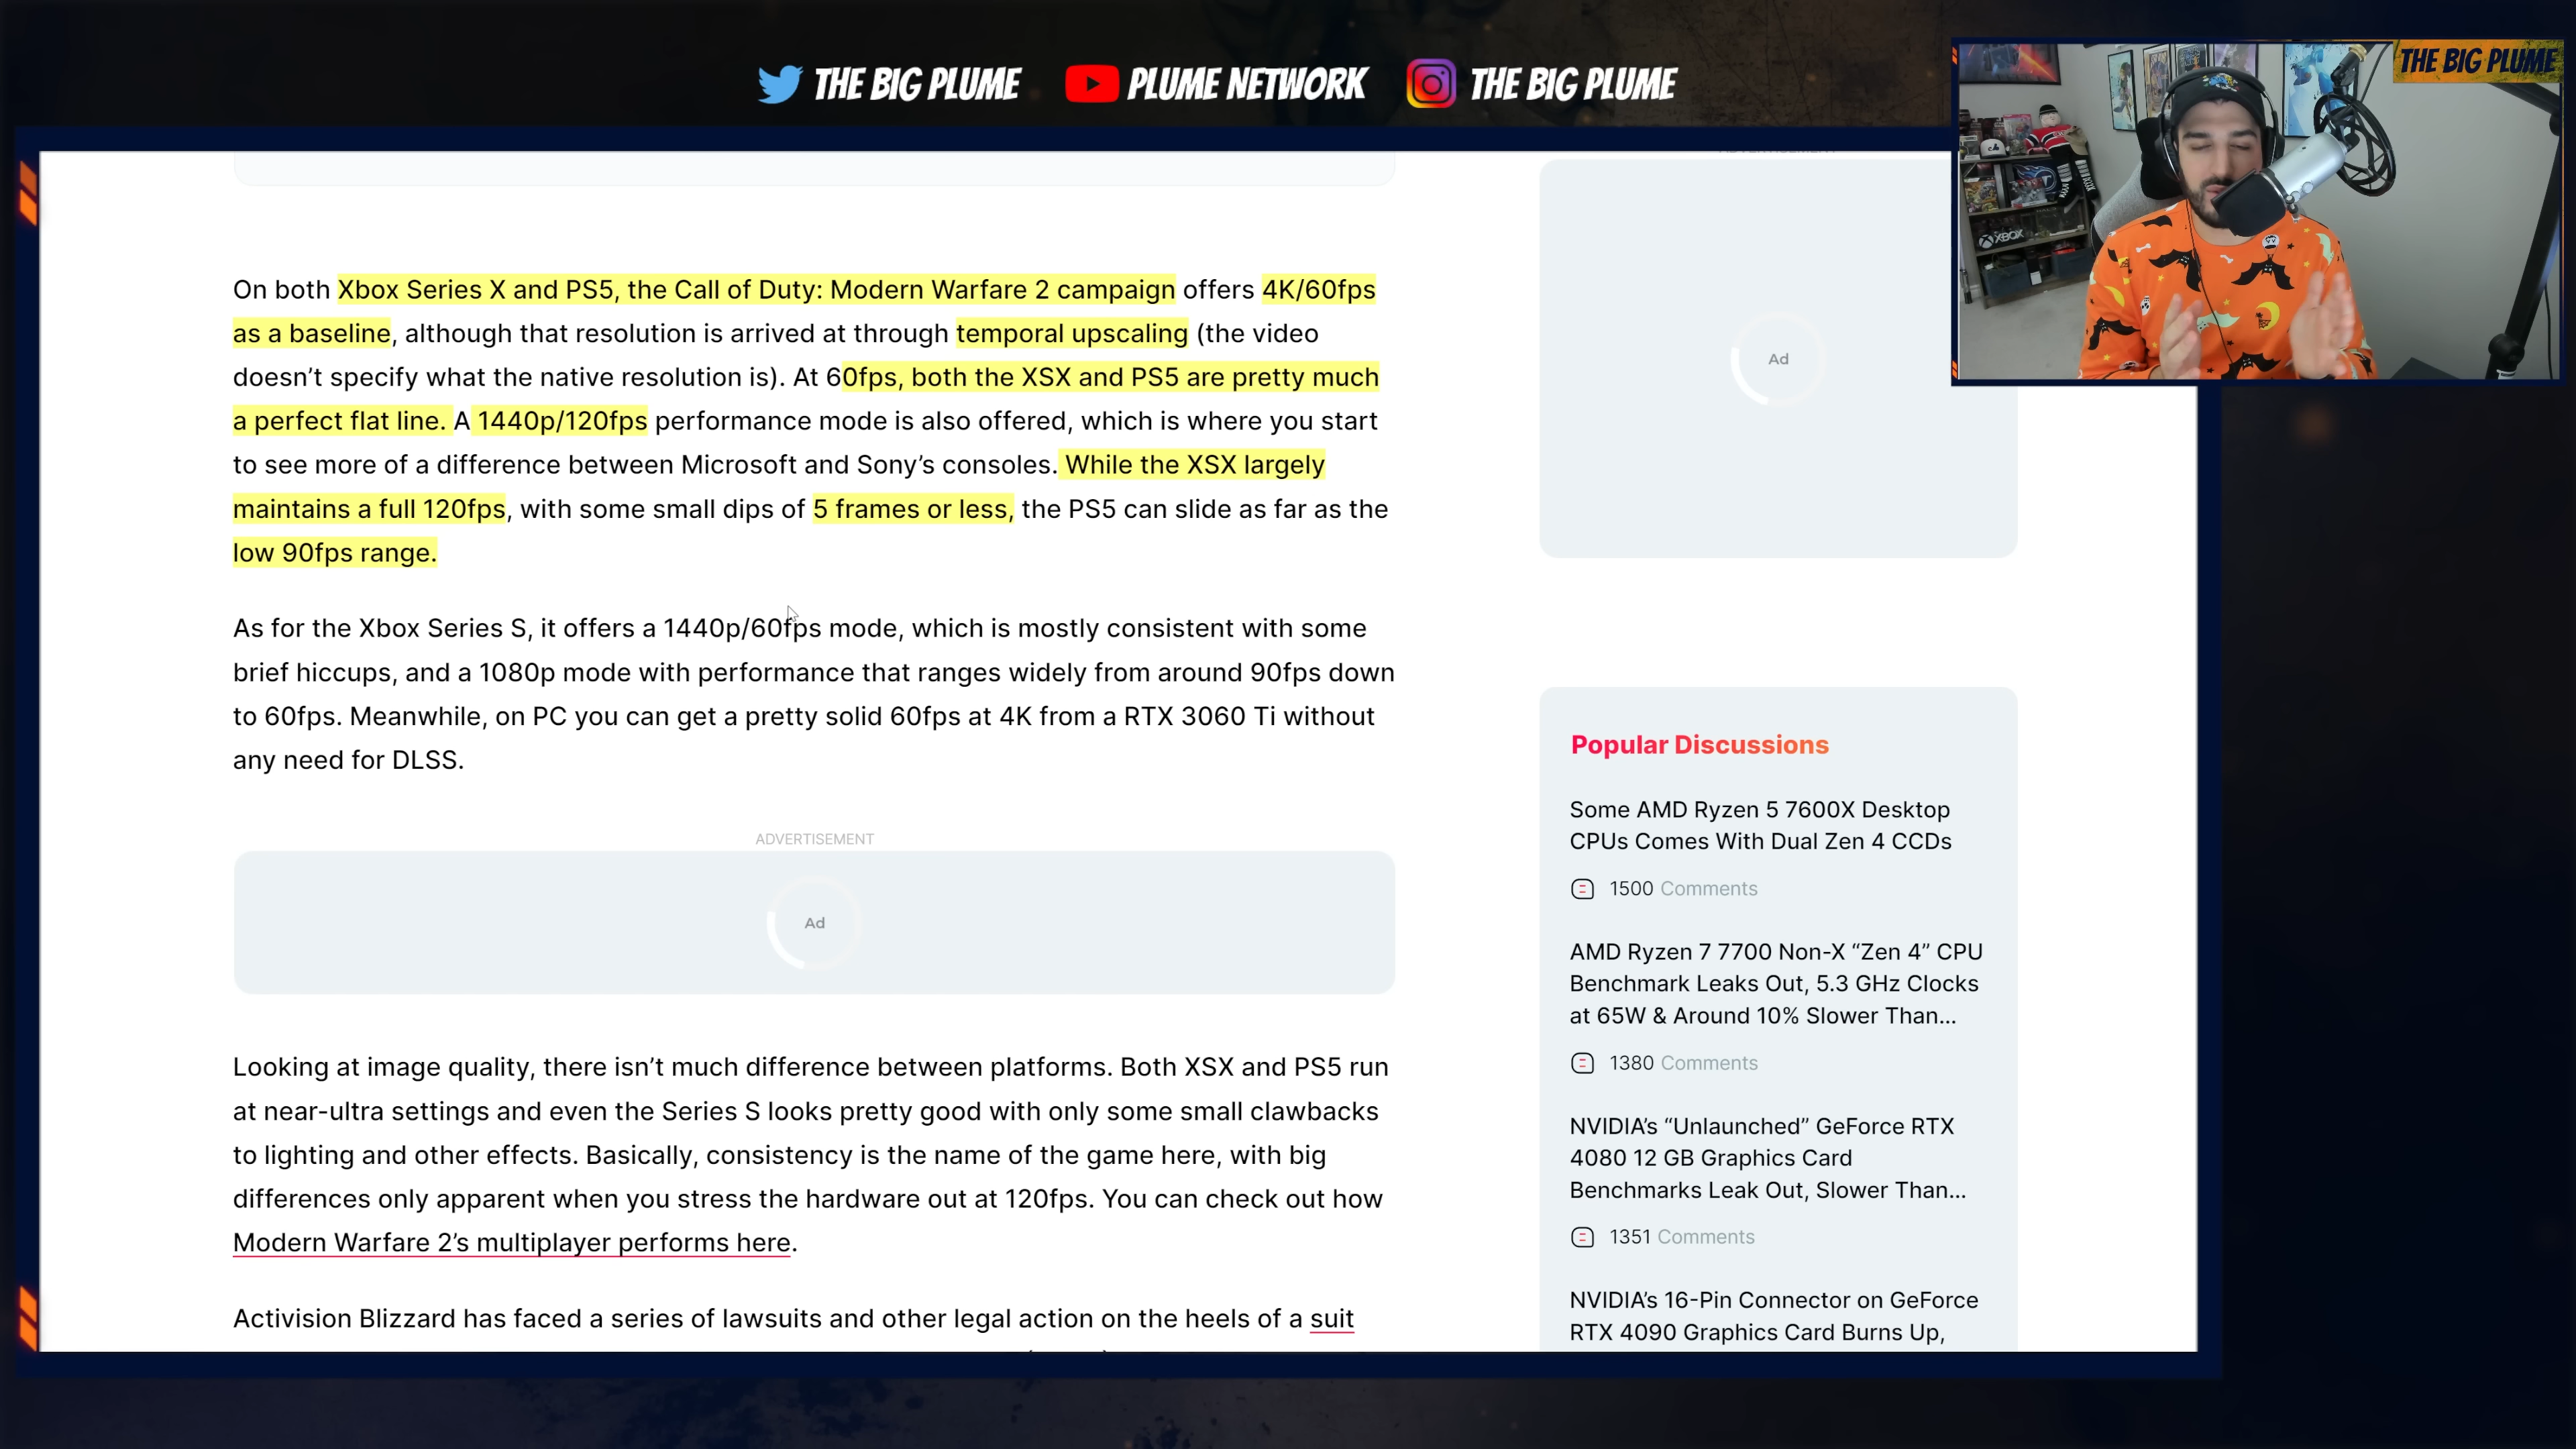 THE BIG PLUME PLUME NETWORK THE BIG PLUME
THE BIG PLUME
XBOX
On both Xbox Series X and PS5, the Call of Duty: Modern Warfare 2 campaign offers 4K/60fps
as a baseline, although that resolution is arrived at through temporal upscaling (the video
doesn’t specify what the native resolution is). At 60fps, both the XSX and PS5 are pretty much
a perfect flat line. A 1440p/120fps performance mode is also offered, which is where you start
to see more of a difference between Microsoft and Sony’s consoles. While the XSX largely
maintains a full 120fps, with some small dips of 5 frames or less, the PS5 can slide as far as the
low 90fps range.
As for the Xbox Series S, it offers a 1440p/60fps mode, which is mostly consistent with some
brief hiccups, and a 1080p mode with performance that ranges widely from around 90fps down
to 60fps. Meanwhile, on PC you can get a pretty solid 60fps at 4K from a RTX 3060 Ti without
any need for DLSS.
ADVERTISEMENT
Ad
Looking at image quality, there isn’t much difference between platforms. Both XSX and PS5 run
at near-ultra settings and even the Series S looks pretty good with only some small clawbacks
to lighting and other effects. Basically, consistency is the name of the game here, with big
differences only apparent when you stress the hardware out at 120fps. You can check out how
Modern Warfare 2’s multiplayer performs here.
Activision Blizzard has faced a series of lawsuits and other legal action on the heels of a suit
Ad
Popular Discussions
Some AMD Ryzen 5 7600X Desktop
CPUs Comes With Dual Zen 4 CCDs
1500 Comments
AMD Ryzen 7 7700 Non-X “Zen 4” CPU
Benchmark Leaks Out, 5.3 GHz Clocks
at 65W & Around 10% Slower Than...
1380 Comments
NVIDIA’s “Unlaunched” GeForce RTX
4080 12 GB Graphics Card
Benchmarks Leak Out, Slower Than...
1351 Comments
NVIDIA’s 16-Pin Connector on GeForce
RTX 4090 Graphics Card Burns Up,